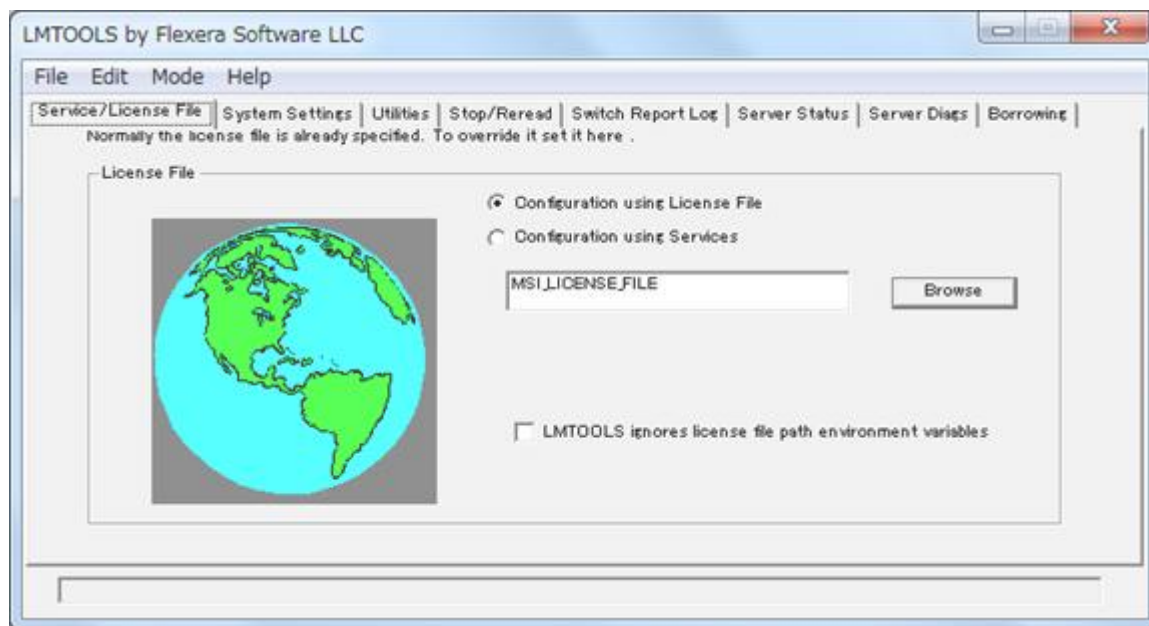 LMTOOLS by Flexera Software LLC
File Edit Mode Help
Service/License File System Settings Utilities Stop/Reread Switch Report Log Server Status Server Diags Borrowing
Normally the license file is already specified. To override it set it here .
License File
Configuration using License File
Configuration using Services
MSI_LICENSE_FILE
Browse
LMTOOLS ignores license file path environment variables